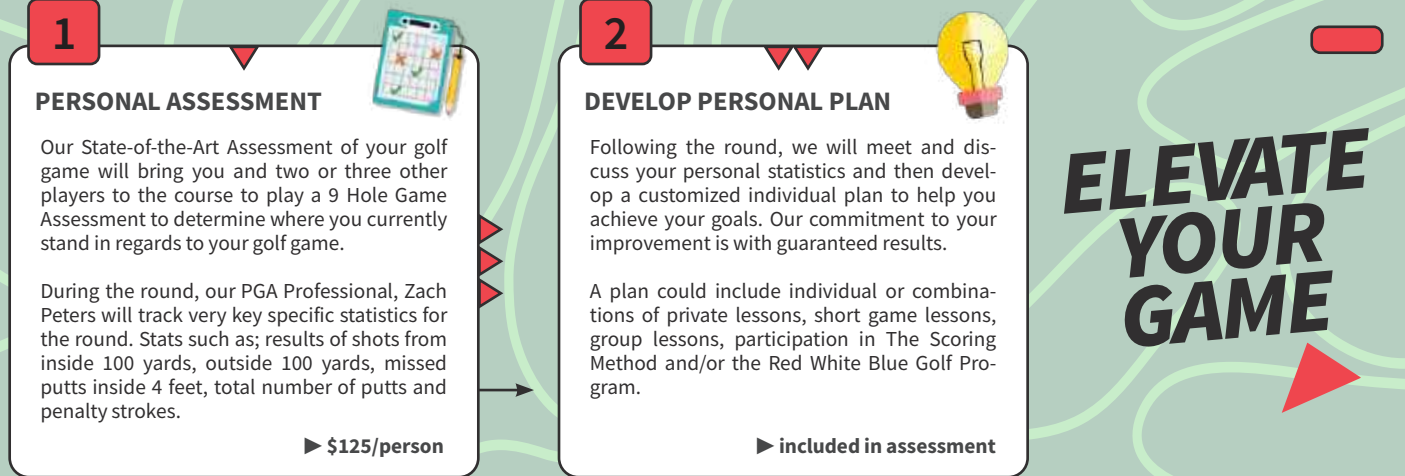 1
PERSONAL ASSESSMENT
Our State-of-the-Art Assessment of your golf
game will bring you and two or three other
players to the course to play a 9 Hole Game
Assessment to determine where you currently
stand in regards to your golf game.
During the round, our PGA Professional, Zach
Peters will track very key specific statistics for
the round. Stats such as; results of shots from
inside 100 yards, outside 100 yards, missed
putts inside 4 feet, total number of putts and
penalty strokes.
▶ $125/person
2
DEVELOP PERSONAL PLAN
Following the round, we will meet and dis-
cuss your personal statistics and then devel-
op a customized individual plan to help you
achieve your goals. Our commitment to your
improvement is with guaranteed results.
A plan could include individual or combina-
tions of private lessons, short game lessons,
group lessons, participation in The Scoring
Method and/or the Red White Blue Golf Pro-
gram.
▶ included in assessment
ELEVATE
YOUR
GAME